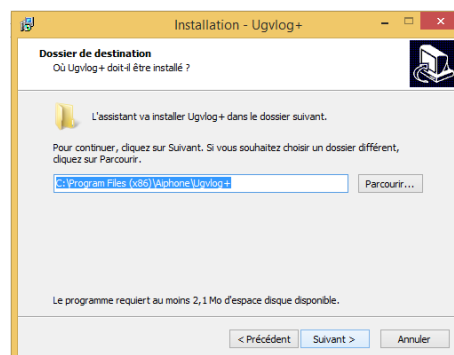 Installation - Ugvlog+
Dossier de destination
Où Ugvlog+ doit-il être installé ?
L'assistant va installer Ugvlog+ dans le dossier suivant.
Pour continuer, cliquez sur Suivant. Si vous souhaitez choisir un dossier différent,
cliquez sur Parcourir.
C:\Program Files (x86)\Aiphone\Ugvlog+
Parcourir...
Le programme requiert au moins 2,1 Mo d'espace disque disponible.
< Précédent
Suivant >
Annuler